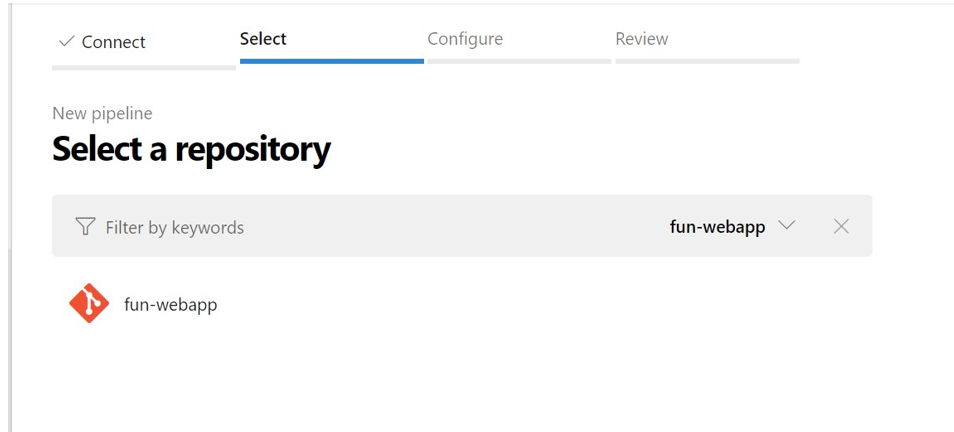 Connect Select Configure Review
New pipeline
Select a repository
Filter by keywords fun-webapp
fun-webapp